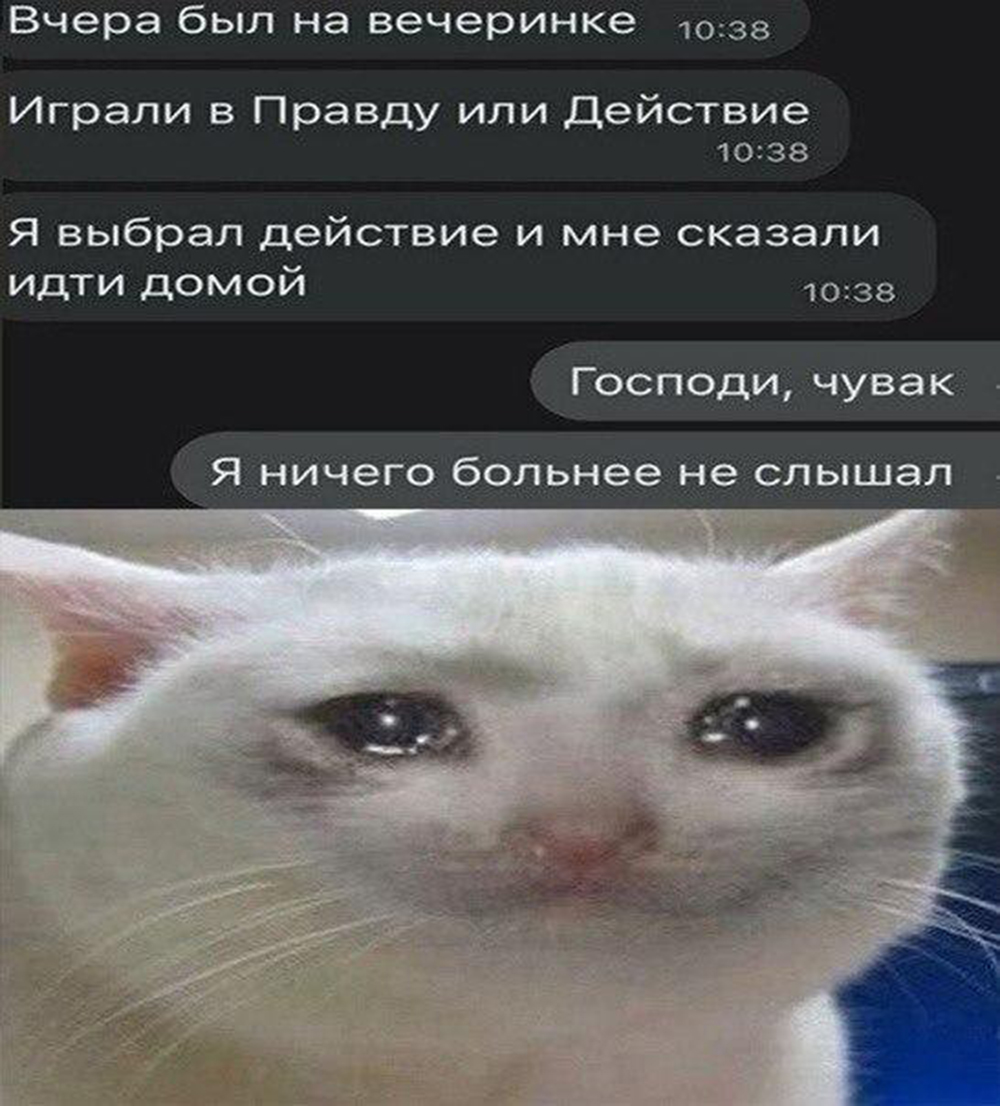 Вчера был на вечеринке 10:38
Играли в Правду или Действие
10:38
Я выбрал действие и мне сказали
идти домой 10:38
Господи, чувак
Я ничего больнее не слышал